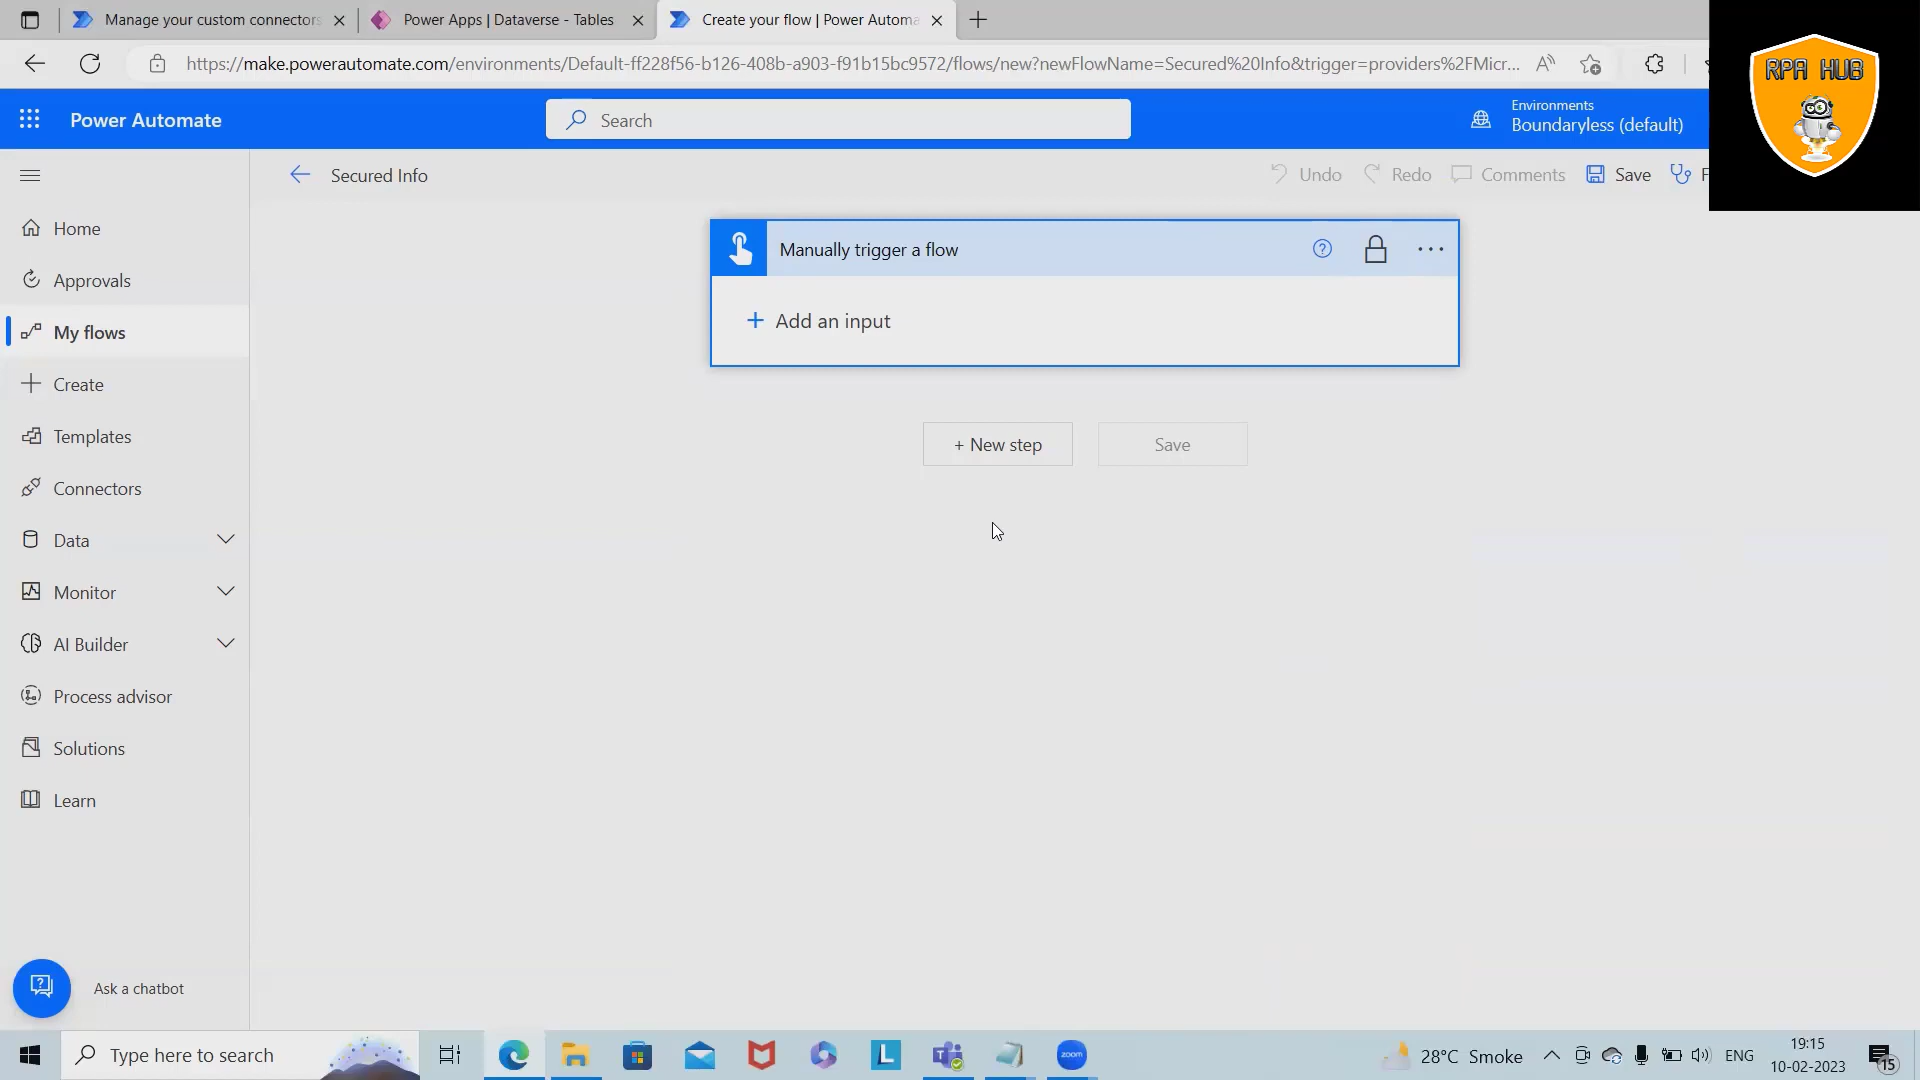 Manage your custom connectors
Power Apps | Dataverse - Tables
Create your flow | Power Automa
https://make.powerautomate.com/environments/Default-ff228f56-b126-408b-a903-f91b15bc9572/flows/new?newFlowName=Secured%20Info&trigger=providers%2FMicr...
RPA HUB
Power Automate
Search
Environments
Boundaryless (default)
Secured Info
Undo
Redo
Comments
Save
F
Home
Approvals
My flows
Create
Templates
Connectors
Data
Monitor
AI Builder
Process advisor
Solutions
Learn
Ask a chatbot
Manually trigger a flow
+ Add an input
+ New step
Save
Type here to search
L
zoom
28°C Smoke
ENG
19:15
10-02-2023
15